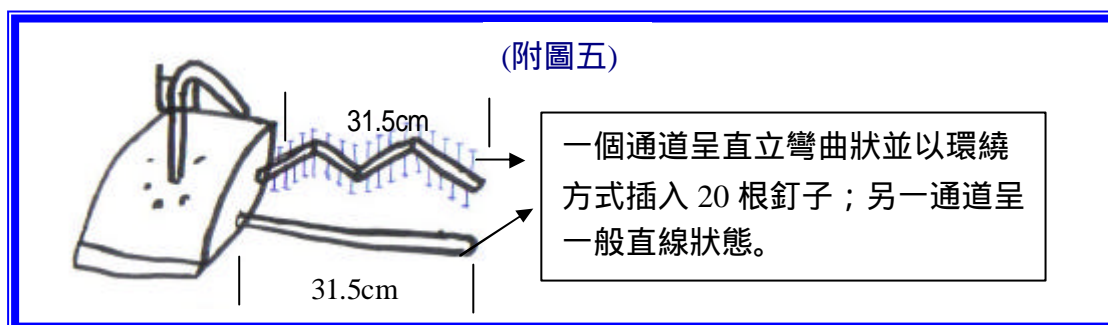 (附圖五)
31.5cm
一個通道呈直立彎曲狀並以環繞
方式插入 20 根釘子；另一通道呈
一般直線狀態。
31.5cm